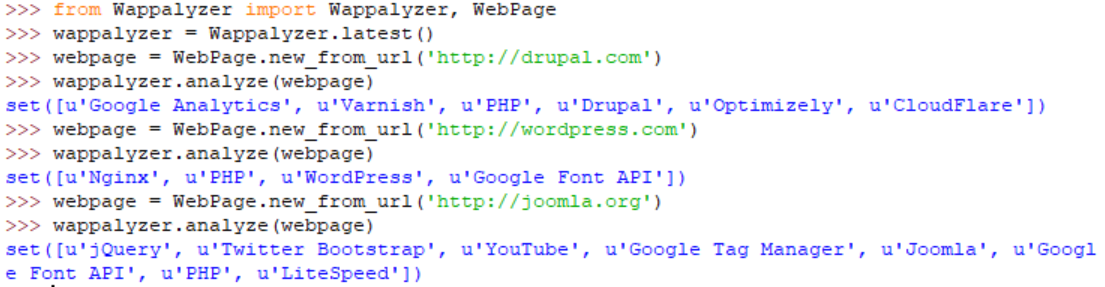 >>> from Wappalyzer import Wappalyzer, WebPage
>>> wappalyzer = Wappalyzer.latest()
>>> webpage = WebPage.new_from_url('http://drupal.com')
>>> wappalyzer.analyze(webpage)
set([u'Google Analytics', u'Varnish', u'PHP', u'Drupal', u'Optimizely', u'CloudFlare'])
>>> webpage = WebPage.new_from_url('http://wordpress.com')
>>> wappalyzer.analyze(webpage)
set([u'Nginx', u'PHP', u'WordPress', u'Google Font API'])
>>> webpage = WebPage.new_from_url('http://joomla.org')
>>> wappalyzer.analyze(webpage)
set([u'jQuery', u'Twitter Bootstrap', u'YouTube', u'Google Tag Manager', u'Joomla', u'Googl
e Font API', u'PHP', u'LiteSpeed'])